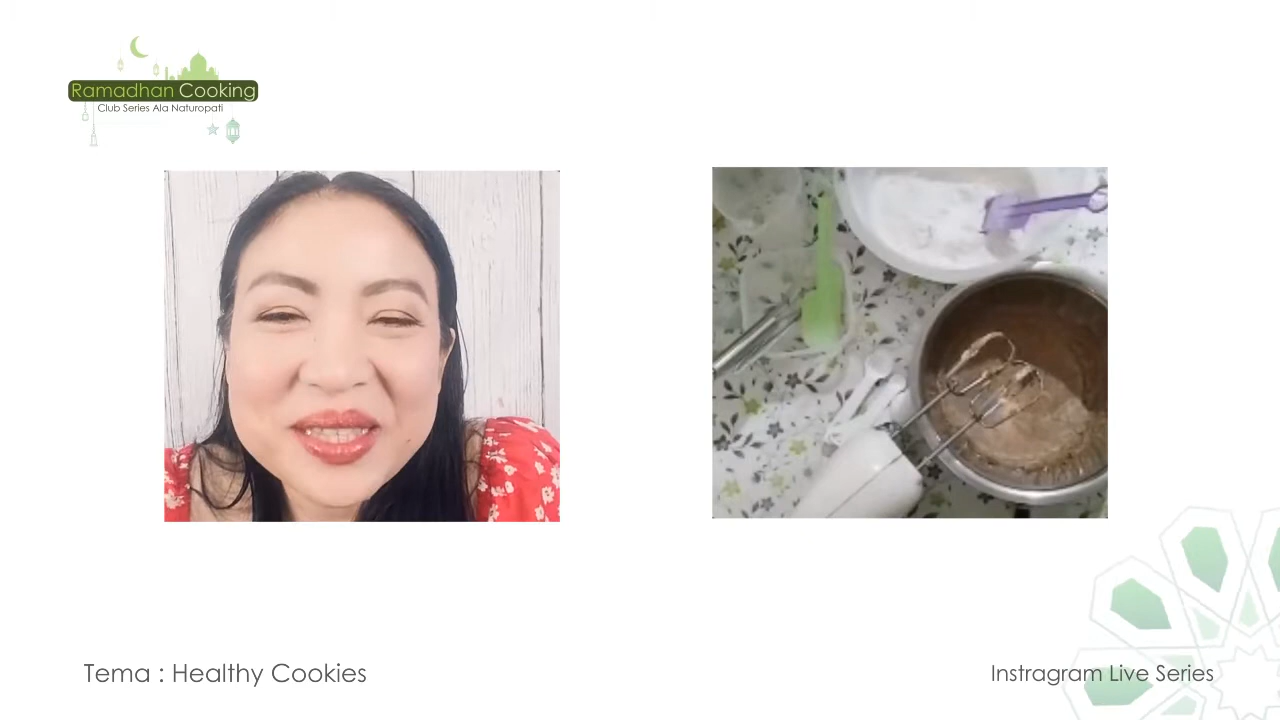 Ramadhan Cooking
Club Series Ala Naturopati
Tema : Healthy Cookies
Instragram Live Series